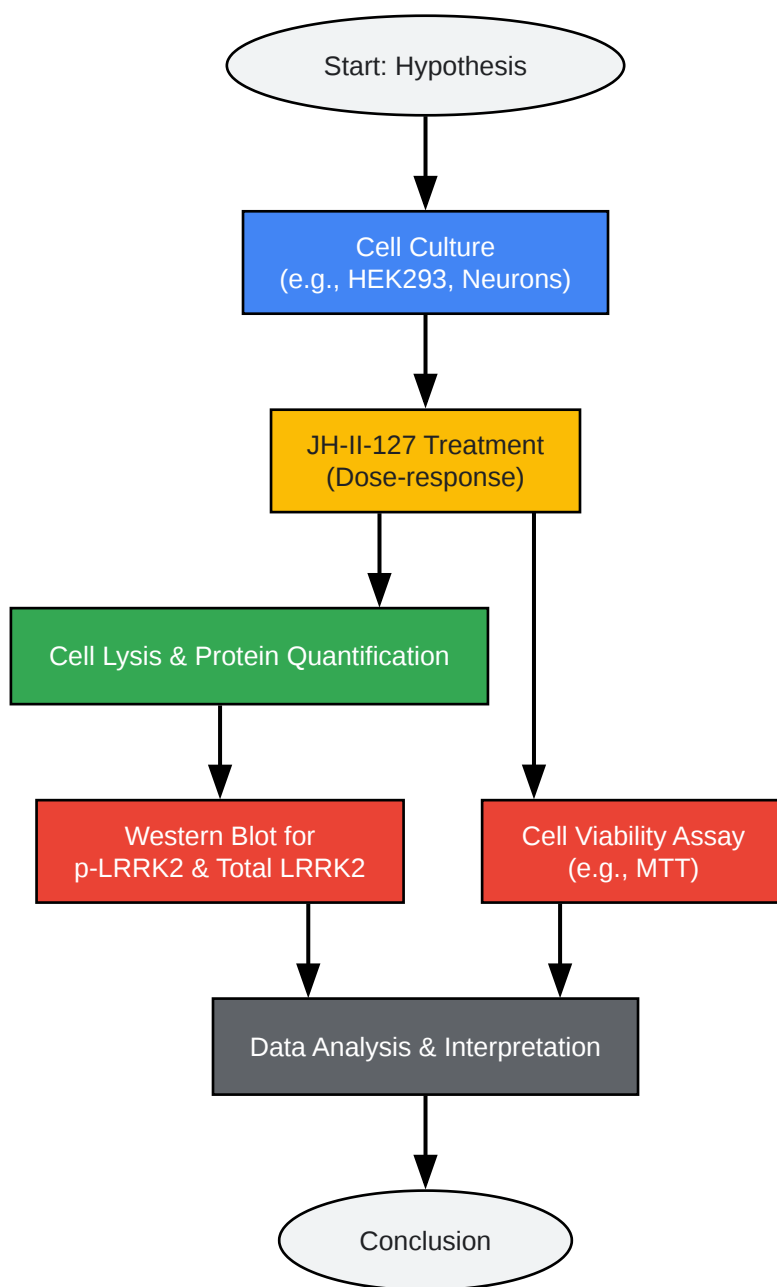 Start: Hypothesis
Cell Culture
(e.g., HEK293, Neurons)
JH-II-127 Treatment
(Dose-response)
Cell Lysis & Protein Quantification
Western Blot for
p-LRRK2 & Total LRRK2
Cell Viability Assay
(e.g., MTT)
Data Analysis & Interpretation
Conclusion